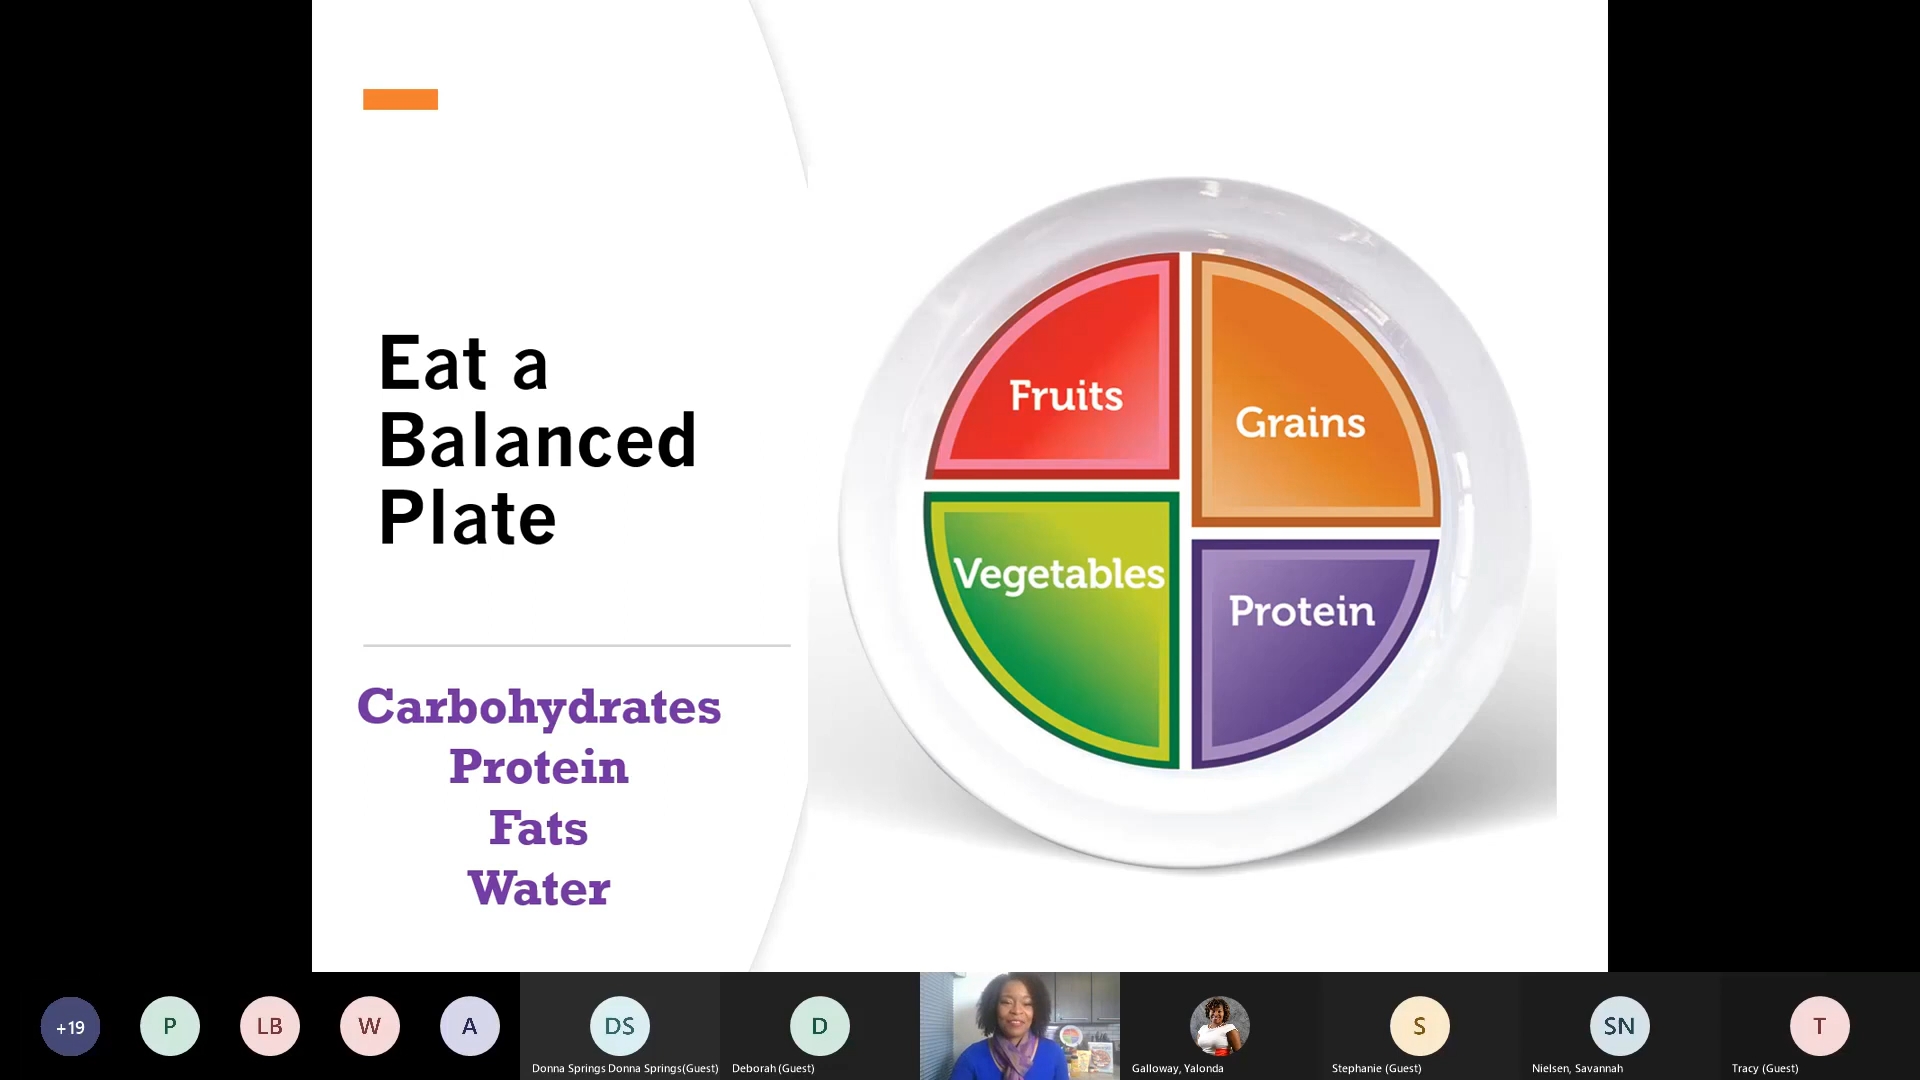 Eat a
Balanced
Plate
Carbohydrates
Protein
Fats
Water
Fruits
Grains
Vegetables
Protein
+19
P
LB
W
A
DS
D
S
SN
T
Donna Springs Donna Springs(Guest)
Deborah (Guest)
Galloway, Yalonda
Stephanie (Guest)
Nielsen, Savannah
Tracy (Guest)